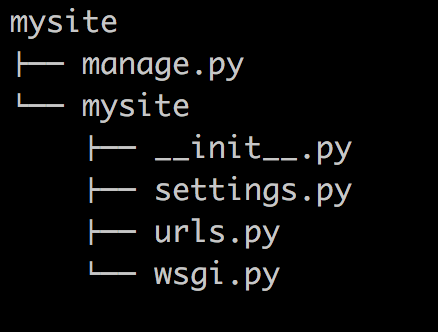 mysite
├── manage.py
└── mysite
    ├── __init__.py
    ├── settings.py
    ├── urls.py
    └── wsgi.py